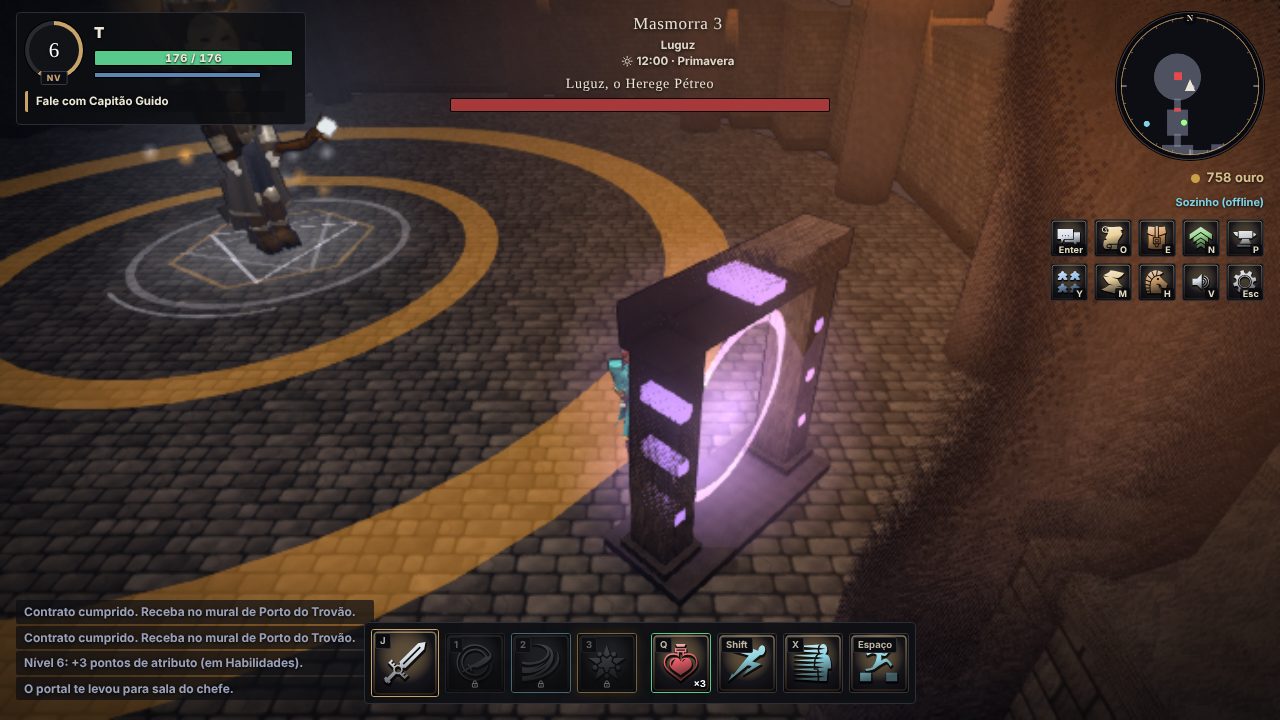 6
NV
T
176 / 176
Fale com Capitão Guido
Masmorra 3
Luguz
12:00 · Primavera
Luguz, o Herege Pétreo
N
758 ouro
Sozinho (offline)
Enter
O
E
N
P
Y
M
H
V
Esc
Contrato cumprido. Receba no mural de Porto do Trovão.
Contrato cumprido. Receba no mural de Porto do Trovão.
Nível 6: +3 pontos de atributo (em Habilidades).
O portal te levou para sala do chefe.
J
1
2
3
Q
×3
Shift
X
Espaço